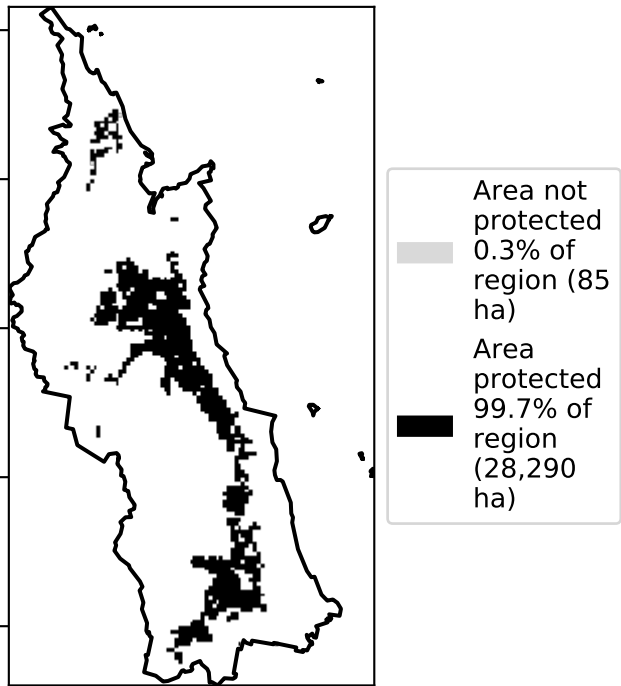 Area not
protected
0.3% of
region (85
ha)
Area
protected
99.7% of
region
(28,290
ha)